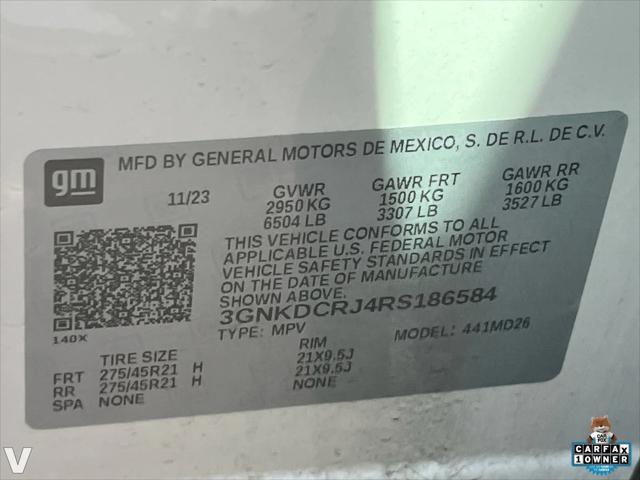 gm
MFD BY GENERAL MOTORS DE MEXICO, S. DE R.L. DE C.V.
11/23 GVWR GAWR FRT GAWR RR
2950 KG 1500 KG 1600 KG
6504 LB 3307 LB 3527 LB
THIS VEHICLE CONFORMS TO ALL
APPLICABLE U.S. FEDERAL MOTOR
VEHICLE SAFETY STANDARDS IN EFFECT
ON THE DATE OF MANUFACTURE
SHOWN ABOVE.
3GNKDCRJ4RS186584
TYPE: MPV MODEL: 441MD26
140X
TIRE SIZE RIM
FRT 275/45R21 H 21X9.5J
RR 275/45R21 H 21X9.5J
SPA NONE NONE
V
CARFAX
1 OWNER